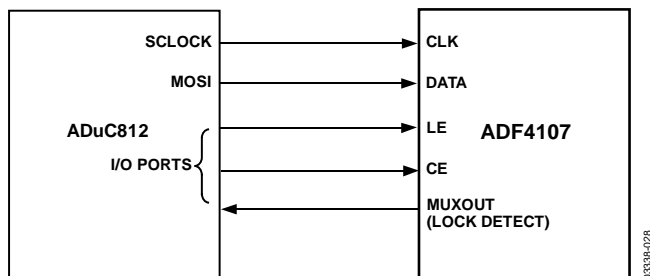 SCLOCK
CLK
MOSI
DATA
ADuC812
LE
ADF4107
I/O PORTS
CE
MUXOUT
(LOCK DETECT)